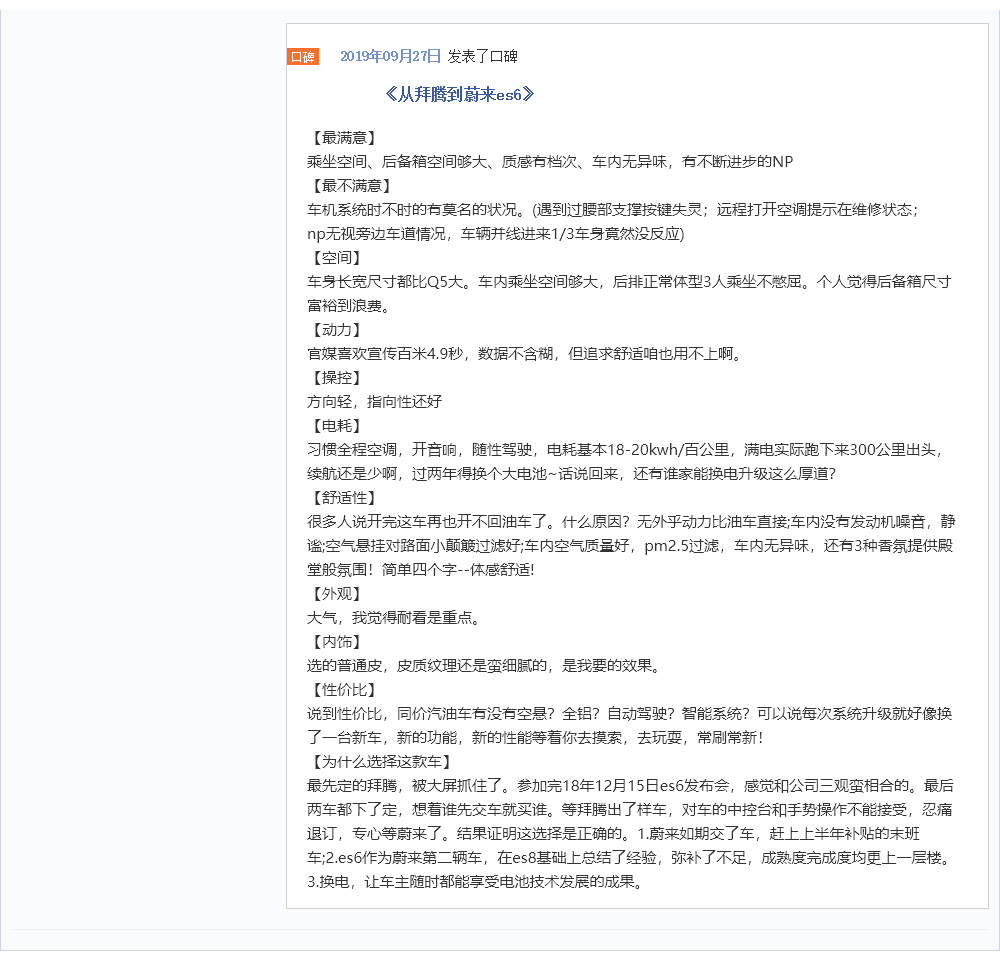 口碑 2019年09月27日 发表了口碑
《从拜腾到蔚来es6》
【最满意】
乘坐空间、后备箱空间够大、质感有档次、车内无异味，有不断进步的NP
【最不满意】
车机系统时不时的有莫名的状况。(遇到过腰部支撑按键失灵；远程打开空调提示在维修状态；
np无视旁边车道情况，车辆并线进来1/3车身竟然没反应)
【空间】
车身长宽尺寸都比Q5大。车内乘坐空间够大，后排正常体型3人乘坐不憋屈。个人觉得后备箱尺寸
富裕到浪费。
【动力】
官媒喜欢宣传百米4.9秒，数据不含糊，但追求舒适咱也用不上啊。
【操控】
方向轻，指向性还好
【电耗】
习惯全程空调，开音响，随性驾驶，电耗基本18-20kwh/百公里，满电实际跑下来300公里出头，
续航还是少啊，过两年得换个大电池~话说回来，还有谁家能换电升级这么厚道？
【舒适性】
很多人说开完这车再也开不回油车了。什么原因？无外乎动力比油车直接;车内没有发动机噪音，静
谧;空气悬挂对路面小颠簸过滤好;车内空气质量好，pm2.5过滤，车内无异味，还有3种香氛提供殿
堂般氛围！简单四个字--体感舒适!
【外观】
大气，我觉得耐看是重点。
【内饰】
选的普通皮，皮质纹理还是蛮细腻的，是我要的效果。
【性价比】
说到性价比，同价汽油车有没有空悬？全铝？自动驾驶？智能系统？可以说每次系统升级就好像换
了一台新车，新的功能，新的性能等着你去摸索，去玩耍，常刷常新！
【为什么选择这款车】
最先定的拜腾，被大屏抓住了。参加完18年12月15日es6发布会，感觉和公司三观蛮相合的。最后
两车都下了定，想着谁先交车就买谁。等拜腾出了样车，对车的中控台和手势操作不能接受，忍痛
退订，专心等蔚来了。结果证明这选择是正确的。1.蔚来如期交了车，赶上上半年补贴的末班
车;2.es6作为蔚来第二辆车，在es8基础上总结了经验，弥补了不足，成熟度完成度均更上一层楼。
3.换电，让车主随时都能享受电池技术发展的成果。